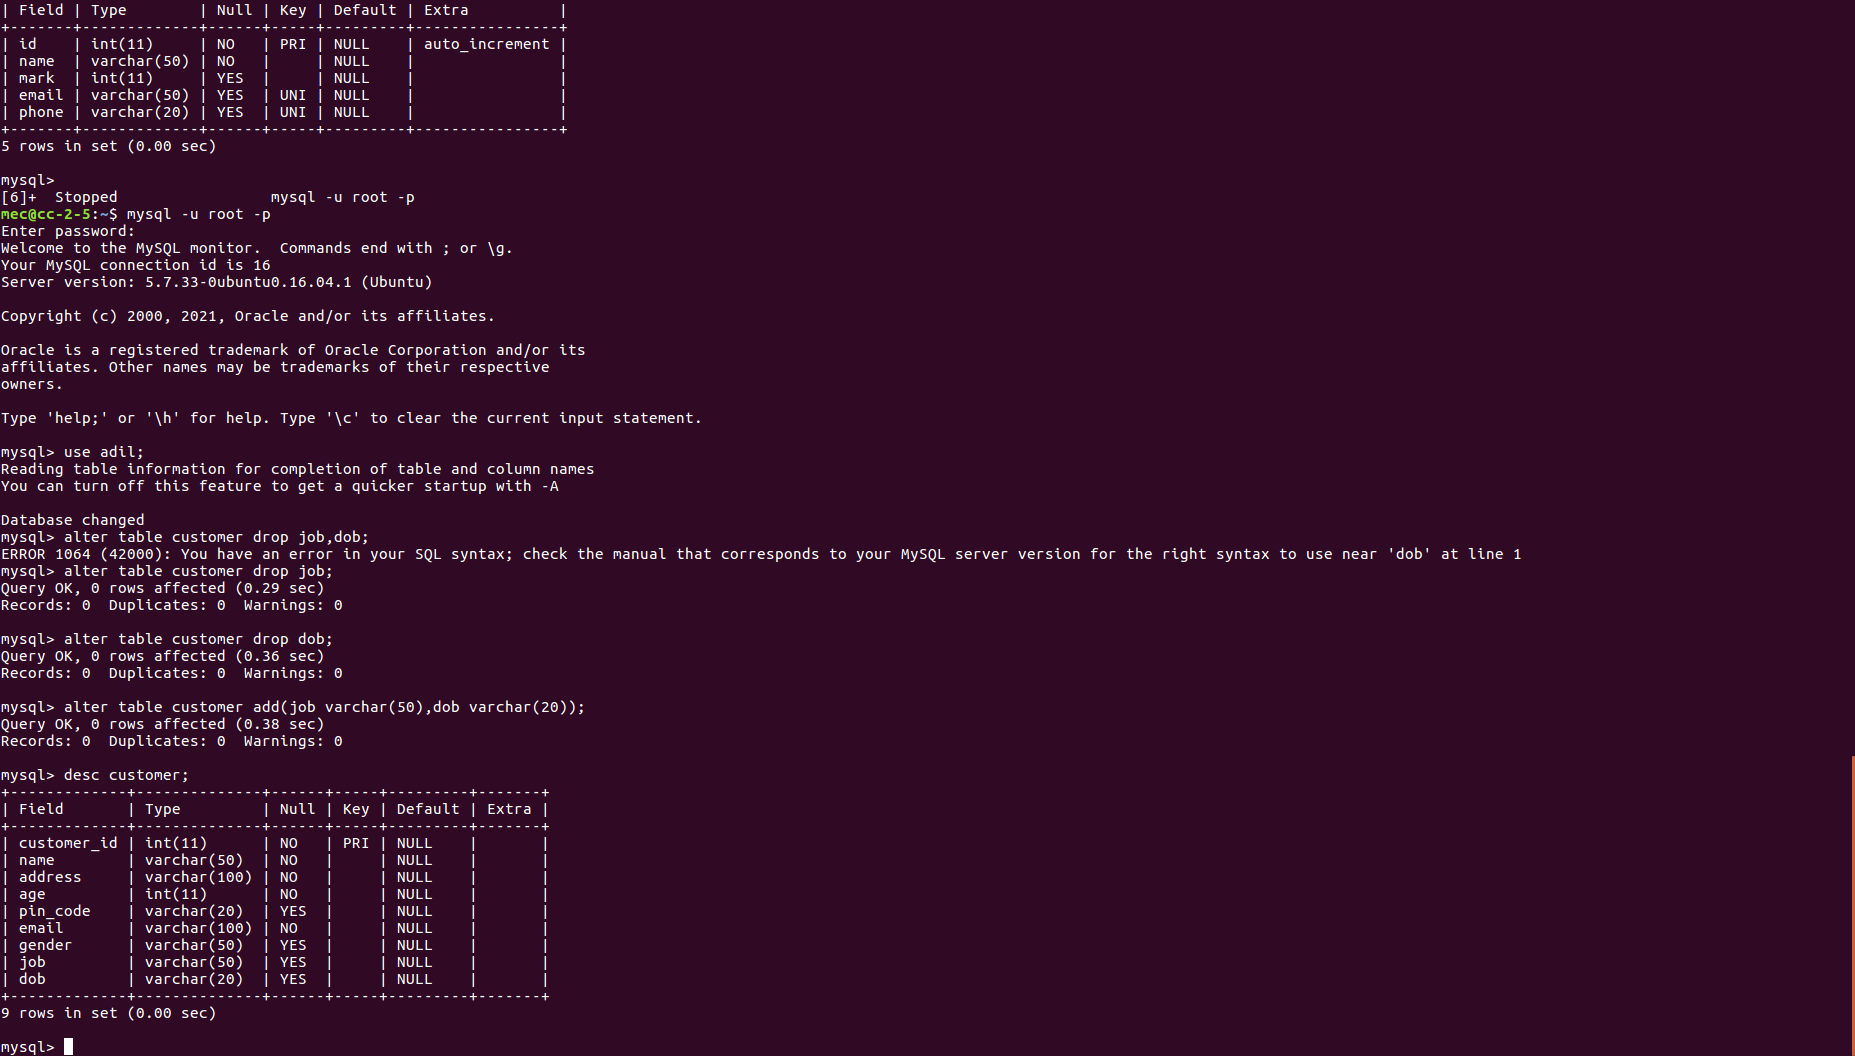 | Field | Type        | Null | Key | Default | Extra          |
+-------+-------------+------+-----+---------+----------------+
| id    | int(11)     | NO   | PRI | NULL    | auto_increment |
| name  | varchar(50) | NO   |     | NULL    |                |
| mark  | int(11)     | YES  |     | NULL    |                |
| email | varchar(50) | YES  | UNI | NULL    |                |
| phone | varchar(20) | YES  | UNI | NULL    |                |
+-------+-------------+------+-----+---------+----------------+
5 rows in set (0.00 sec)

mysql>
[6]+  Stopped                 mysql -u root -p
mec@cc-2-5:~$ mysql -u root -p
Enter password:
Welcome to the MySQL monitor.  Commands end with ; or \g.
Your MySQL connection id is 16
Server version: 5.7.33-0ubuntu0.16.04.1 (Ubuntu)

Copyright (c) 2000, 2021, Oracle and/or its affiliates.

Oracle is a registered trademark of Oracle Corporation and/or its
affiliates. Other names may be trademarks of their respective
owners.

Type 'help;' or '\h' for help. Type '\c' to clear the current input statement.

mysql> use adil;
Reading table information for completion of table and column names
You can turn off this feature to get a quicker startup with -A

Database changed
mysql> alter table customer drop job,dob;
ERROR 1064 (42000): You have an error in your SQL syntax; check the manual that corresponds to your MySQL server version for the right syntax to use near 'dob' at line 1
mysql> alter table customer drop job;
Query OK, 0 rows affected (0.29 sec)
Records: 0  Duplicates: 0  Warnings: 0

mysql> alter table customer drop dob;
Query OK, 0 rows affected (0.36 sec)
Records: 0  Duplicates: 0  Warnings: 0

mysql> alter table customer add(job varchar(50),dob varchar(20));
Query OK, 0 rows affected (0.38 sec)
Records: 0  Duplicates: 0  Warnings: 0

mysql> desc customer;
+-------------+--------------+------+-----+---------+-------+
| Field       | Type         | Null | Key | Default | Extra |
+-------------+--------------+------+-----+---------+-------+
| customer_id | int(11)      | NO   | PRI | NULL    |       |
| name        | varchar(50)  | NO   |     | NULL    |       |
| address     | varchar(100) | NO   |     | NULL    |       |
| age         | int(11)      | NO   |     | NULL    |       |
| pin_code    | varchar(20)  | YES  |     | NULL    |       |
| email       | varchar(100) | NO   |     | NULL    |       |
| gender      | varchar(50)  | YES  |     | NULL    |       |
| job         | varchar(50)  | YES  |     | NULL    |       |
| dob         | varchar(20)  | YES  |     | NULL    |       |
+-------------+--------------+------+-----+---------+-------+
9 rows in set (0.00 sec)

mysql>